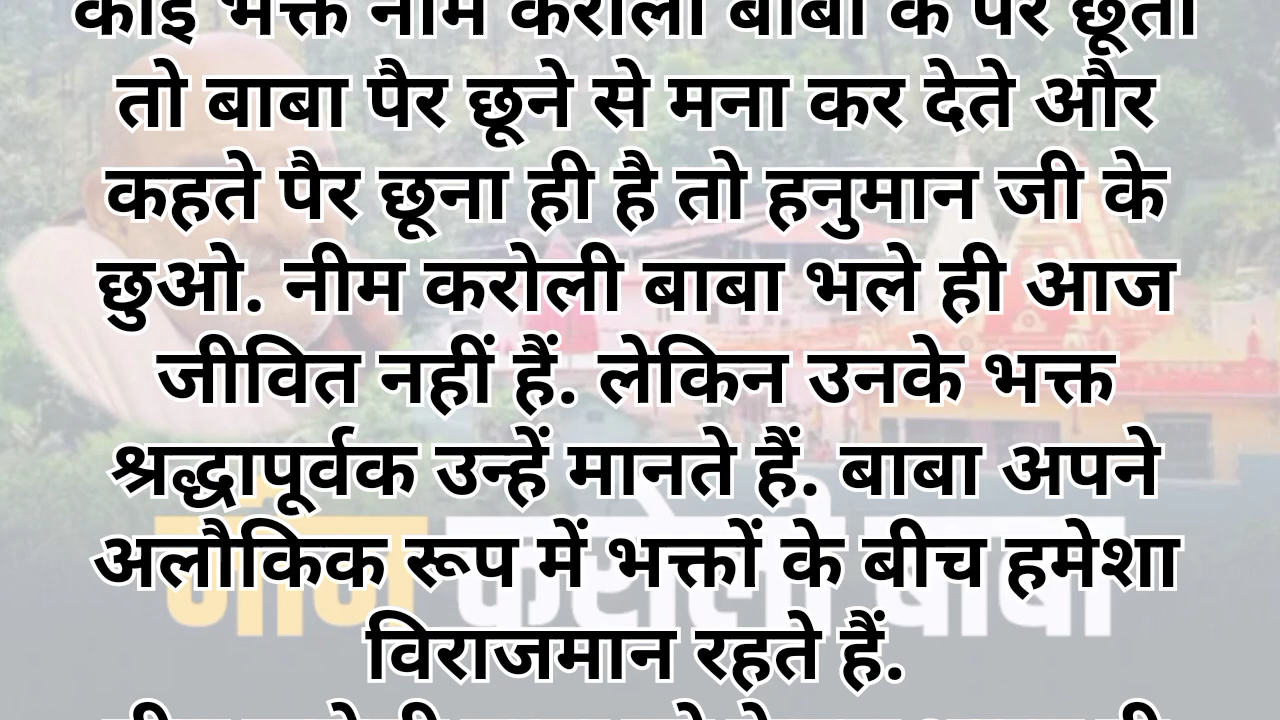 कोई भक्त नीम करोली बाबा के पैर छूता
तो बाबा पैर छूने से मना कर देते और
कहते पैर छूना ही है तो हनुमान जी के
छुओ. नीम करोली बाबा भले ही आज
जीवित नहीं हैं. लेकिन उनके भक्त
श्रद्धापूर्वक उन्हें मानते हैं. बाबा अपने
अलौकिक रूप में भक्तों के बीच हमेशा
विराजमान रहते हैं.
नीम करोली बाबा